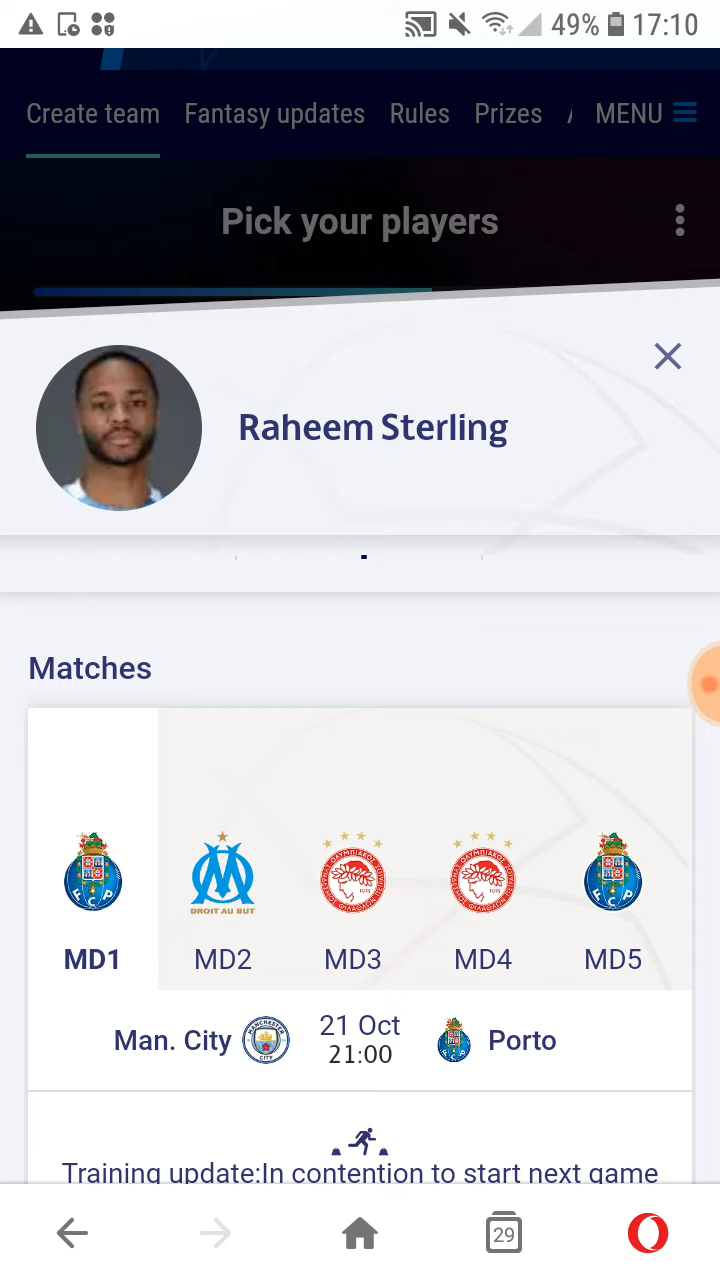 49% 17:10
Create team Fantasy updates Rules Prizes MENU
Pick your players
Raheem Sterling
Matches
DROIT AU BUT
MD1 MD2 MD3 MD4 MD5
Man. City 21 Oct 21:00 Porto
Training update:In contention to start next game
29